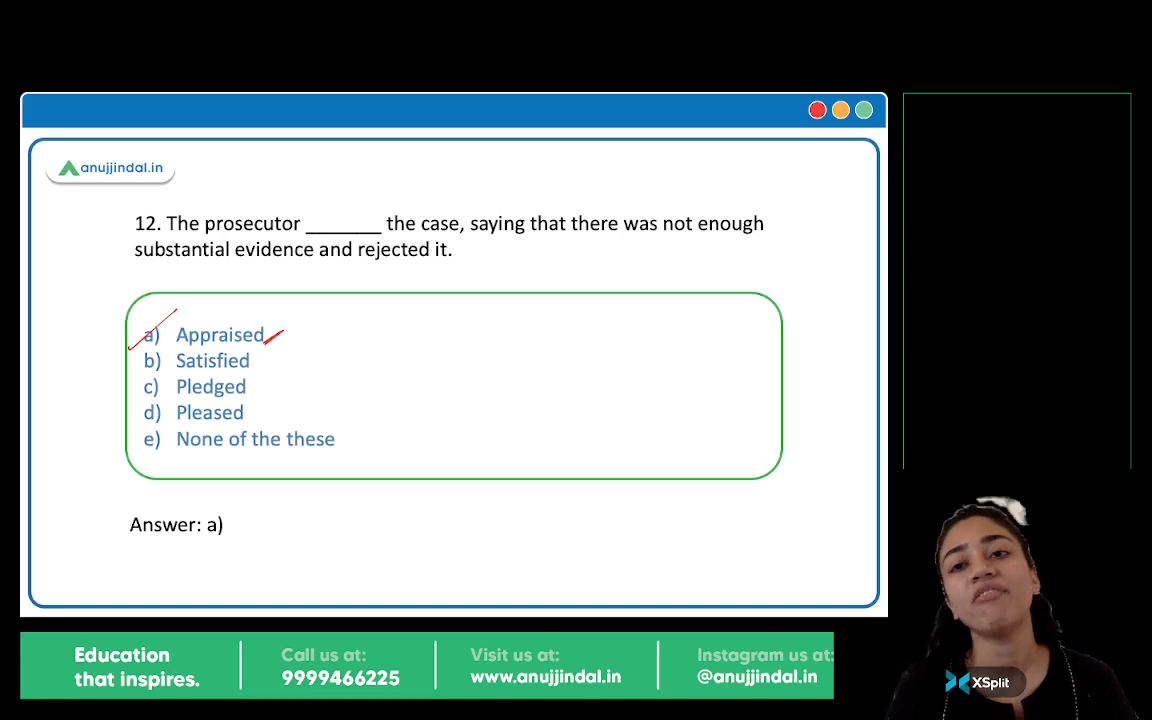 anujjindal.in
12. The prosecutor _______ the case, saying that there was not enough
substantial evidence and rejected it.
a) Appraised
b) Satisfied
c) Pledged
d) Pleased
e) None of the these
Answer: a)
Education
that inspires.
Call us at:
9999466225
Visit us at:
www.anujjindal.in
Instagram us at:
@anujjindal.in
XSplit